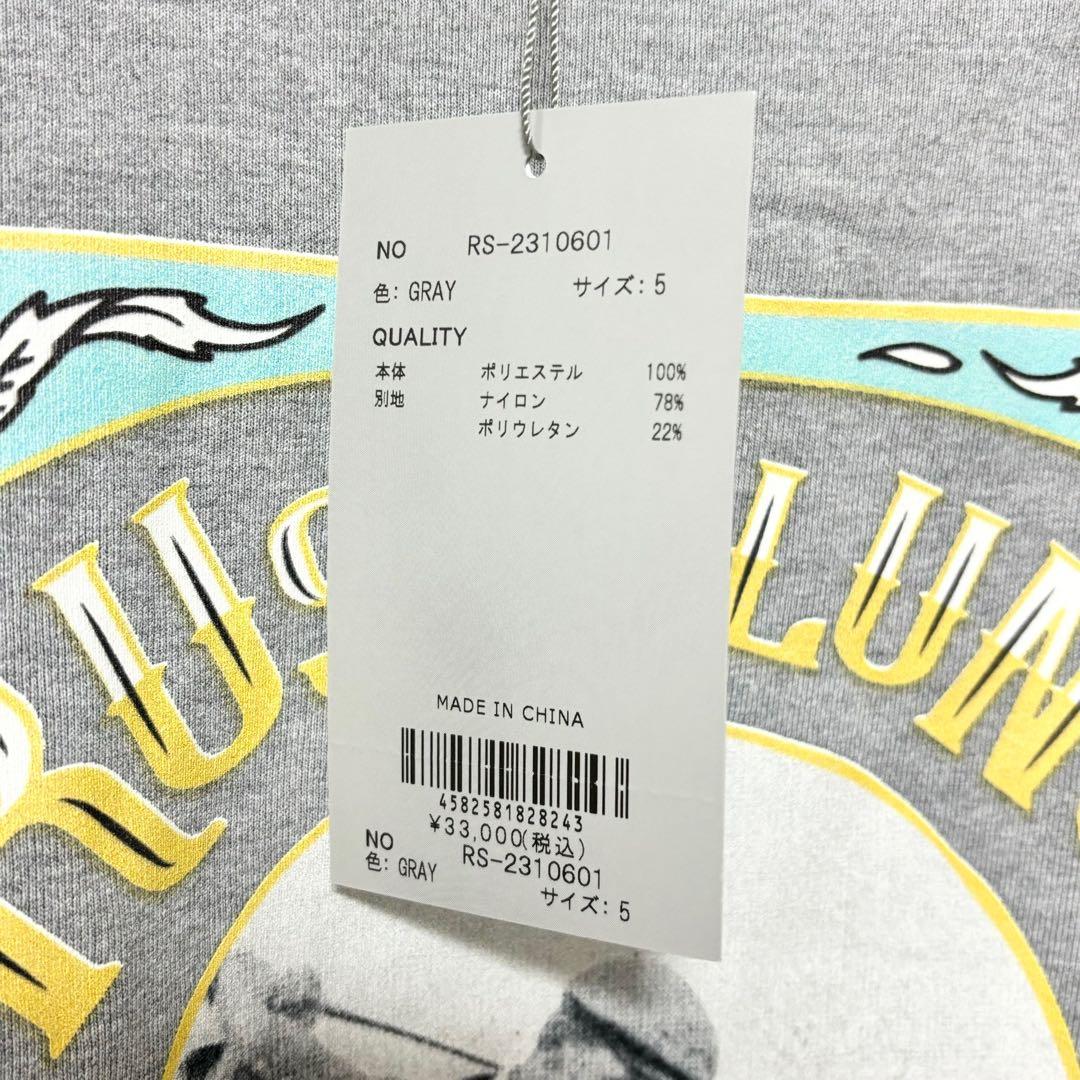 NO RS-2310601
色: GRAY サイズ: 5
QUALITY
本体 ポリエステル 100%
別地 ナイロン 78%
ポリウレタン 22%
MADE IN CHINA
4582581828243
¥33,000(税込)
NO RS-2310601
色: GRAY サイズ: 5